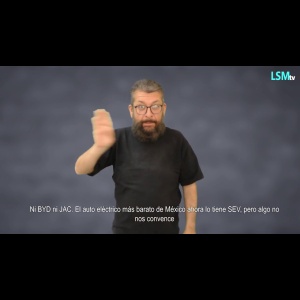 LSMtv
Ni BYD ni JAC. El auto eléctrico más barato de México ahora lo tiene SEV, pero algo no
nos convence